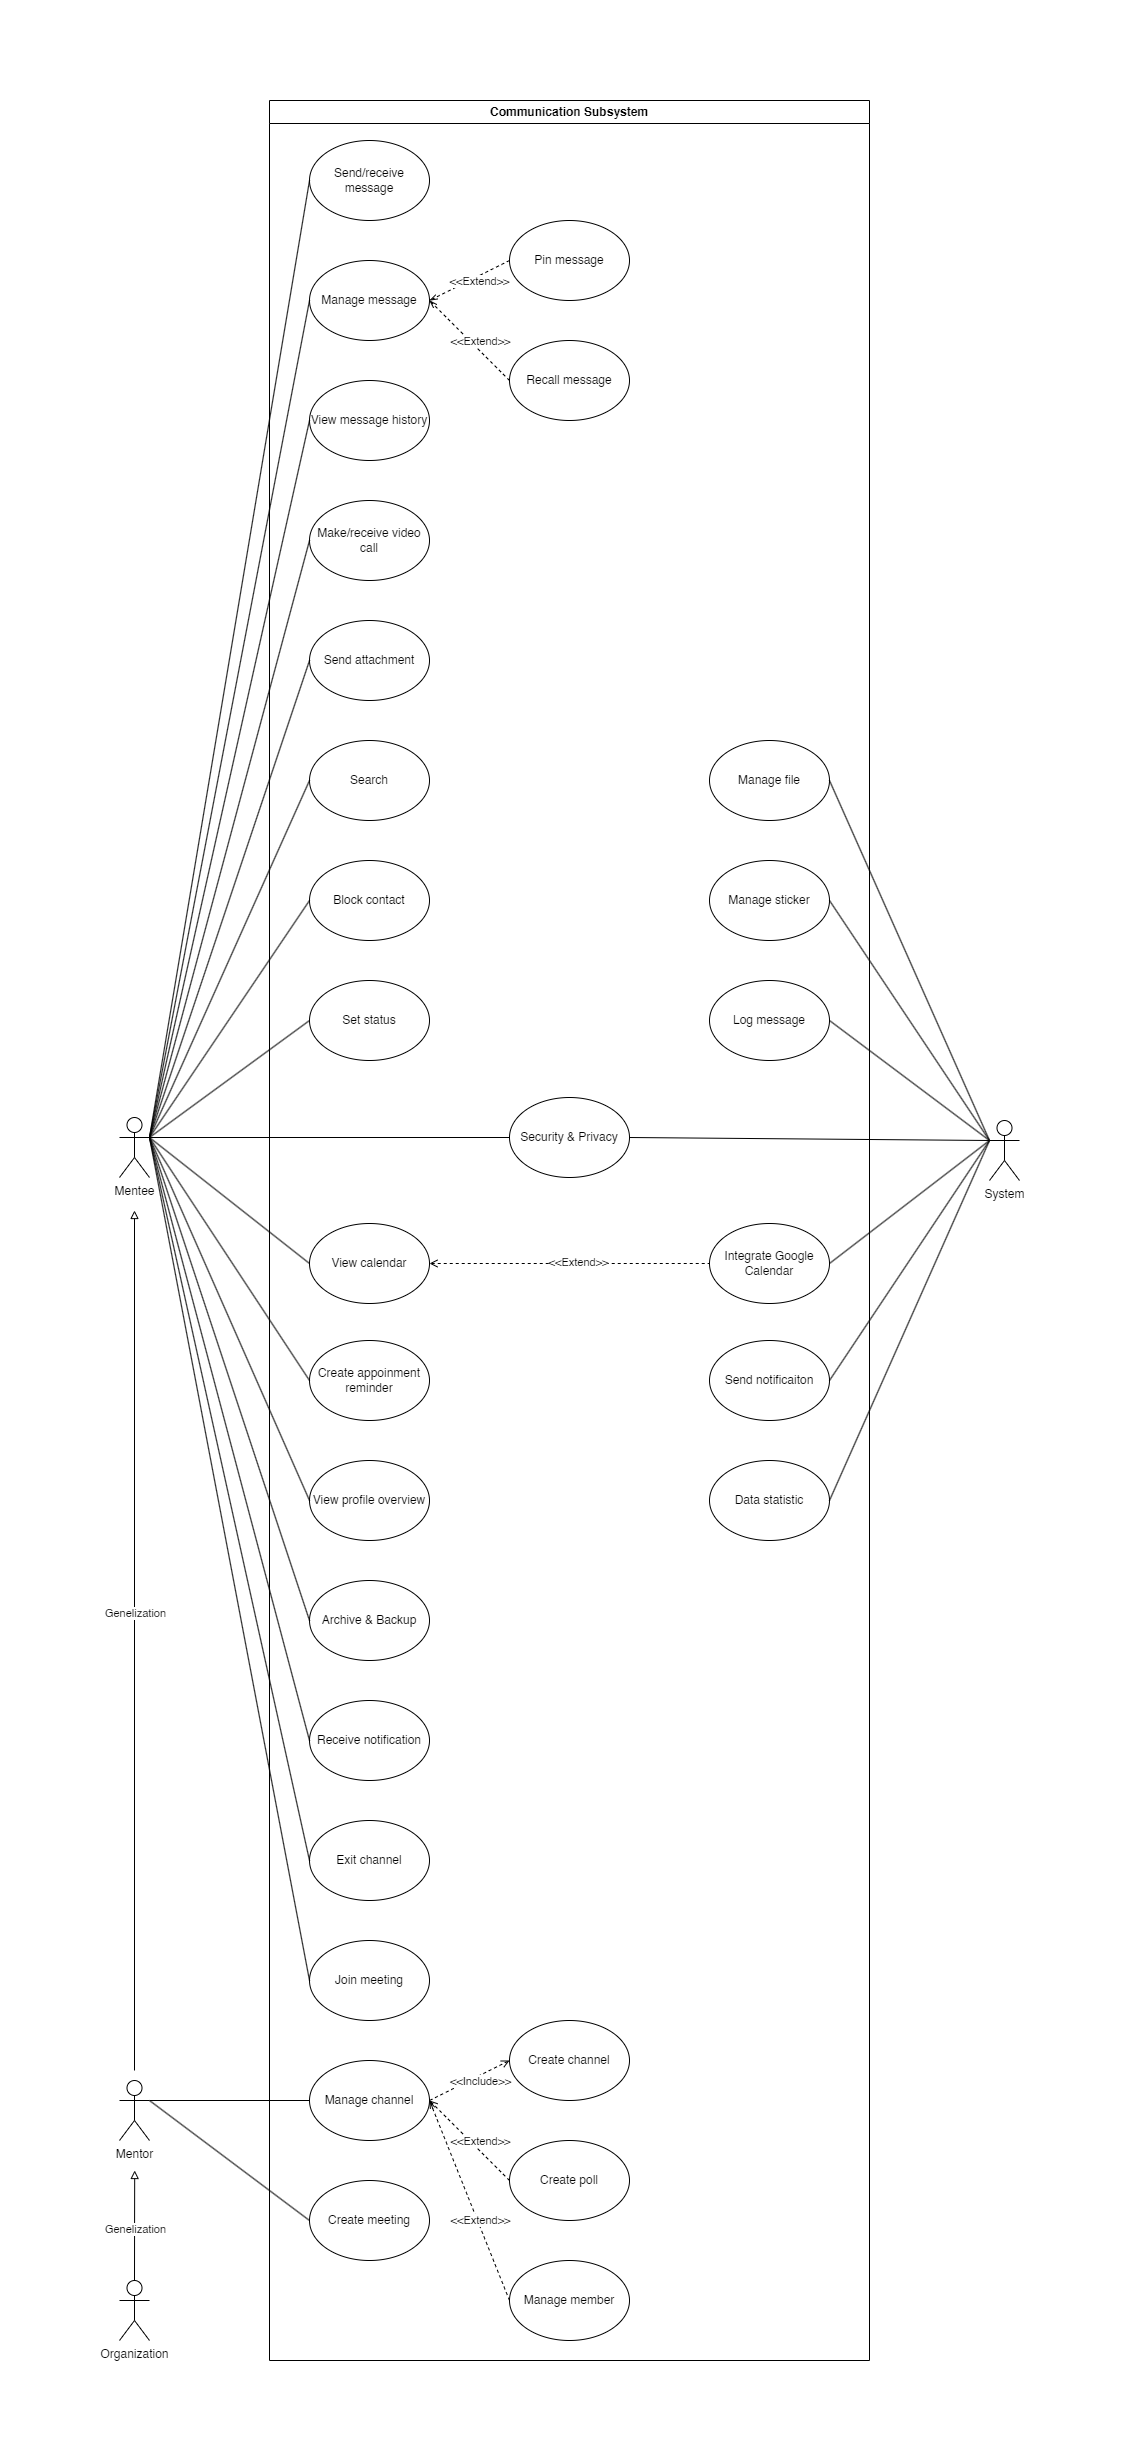 Communication Subsystem
Send/receive
message
Pin message
<<Extend>>
Manage message
<<Extend>>
Recall message
View message history
Make/receive video
call
Send attachment
Search
Manage file
Block contact
Manage sticker
Set status
Log message
Security & Privacy
Mentee
System
View calendar
<<Extend>>
Integrate Google
Calendar
Create appoinment
reminder
Send notificaiton
View profile overview
Data statistic
Genelization
Archive & Backup
Receive notification
Exit channel
Join meeting
Create channel
<<Include>>
Manage channel
<<Extend>>
Mentor
Create poll
Create meeting
<<Extend>>
Genelization
Manage member
Organization